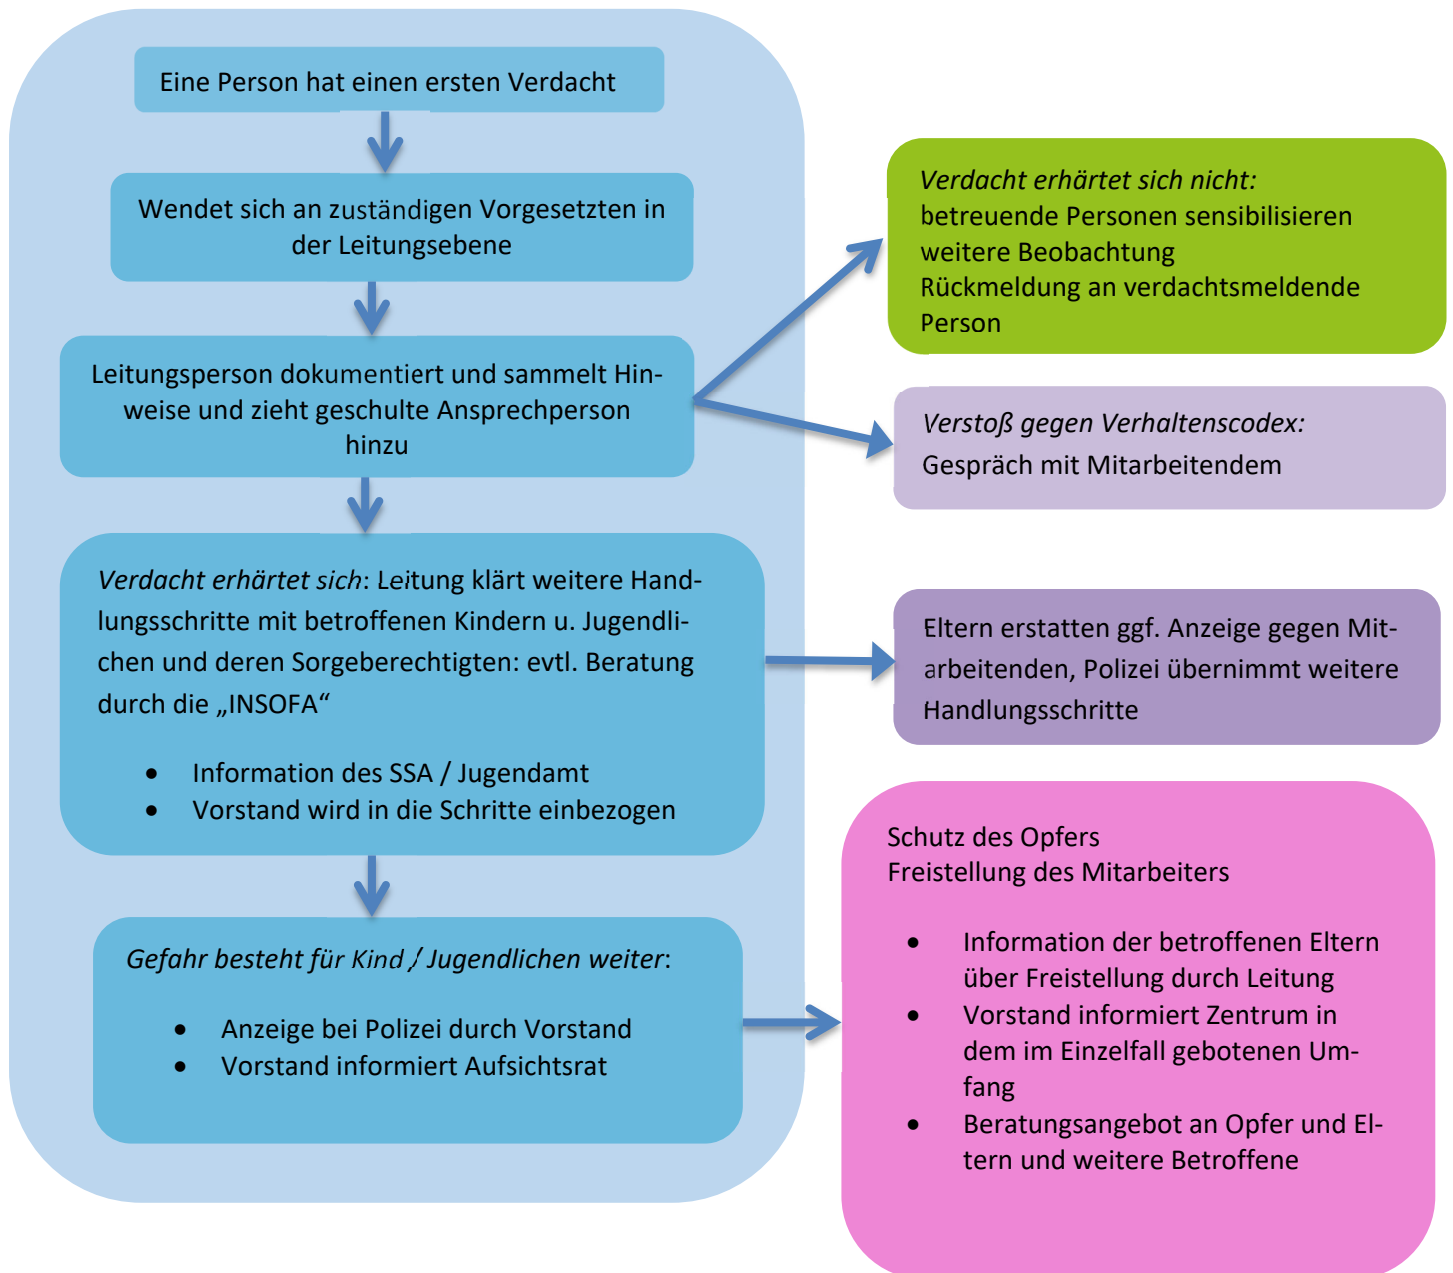 Eine Person hat einen ersten Verdacht
Wendet sich an zuständigen Vorgesetzten in
der Leitungsebene
Leitungsperson dokumentiert und sammelt Hin-
weise und zieht geschulte Ansprechperson
hinzu
Verdacht erhärtet sich: Leitung klärt weitere Hand-
lungsschritte mit betroffenen Kindern u. Jugendli-
chen und deren Sorgeberechtigten: evtl. Beratung
durch die „INSOFA“
• Information des SSA / Jugendamt
• Vorstand wird in die Schritte einbezogen
Gefahr besteht für Kind / Jugendlichen weiter:
• Anzeige bei Polizei durch Vorstand
• Vorstand informiert Aufsichtsrat
Verdacht erhärtet sich nicht:
betreuende Personen sensibilisieren
weitere Beobachtung
Rückmeldung an verdachtsmeldende
Person
Verstoß gegen Verhaltenscodex:
Gespräch mit Mitarbeitendem
Eltern erstatten ggf. Anzeige gegen Mit-
arbeitenden, Polizei übernimmt weitere
Handlungsschritte
Schutz des Opfers
Freistellung des Mitarbeiters
• Information der betroffenen Eltern
über Freistellung durch Leitung
• Vorstand informiert Zentrum in
dem im Einzelfall gebotenen Um-
fang
• Beratungsangebot an Opfer und El-
tern und weitere Betroffene